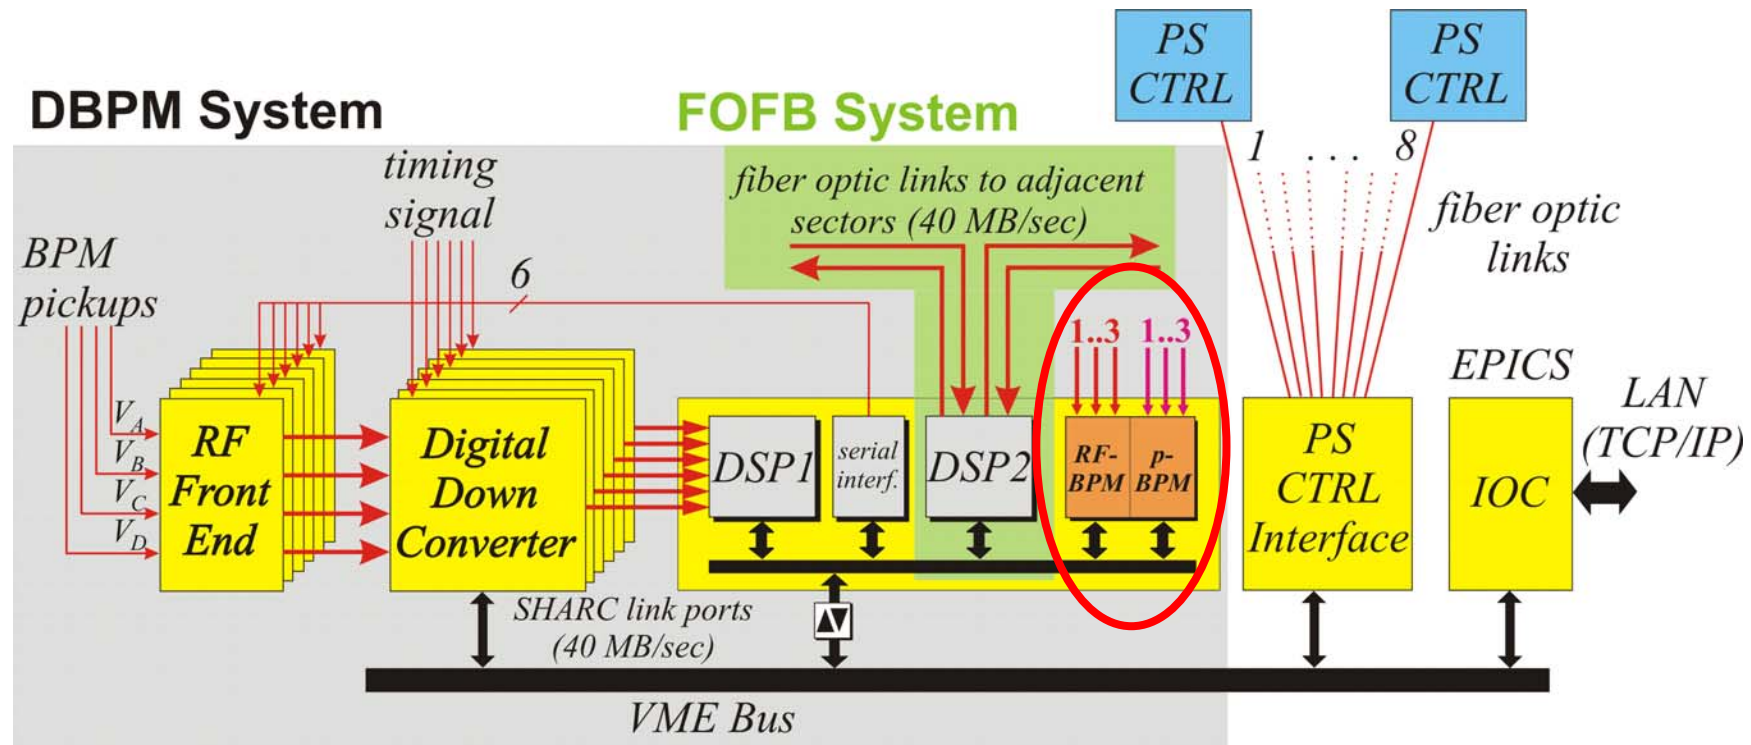 PS
CTRL
PS
CTRL
DBPM System
FOFB System
1 . . . 8
timing
signal
fiber optic links to adjacent
sectors (40 MB/sec)
fiber optic
links
BPM
pickups
6
1..3
1..3
EPICS
LAN
(TCP/IP)
VA
VB
VC
VD
RF
Front
End
Digital
Down
Converter
DSP1
serial
interf.
DSP2
RF-
BPM
p-
BPM
PS
CTRL
Interface
IOC
SHARC link ports
(40 MB/sec)
VME Bus